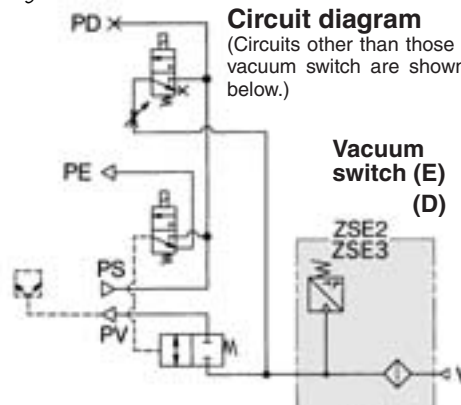 Circuit diagram
(Circuits other than those
vacuum switch are shown
below.)
PD
PE
Vacuum
switch (E)
(D)
ZSE2
ZSE3
PS
PV
V